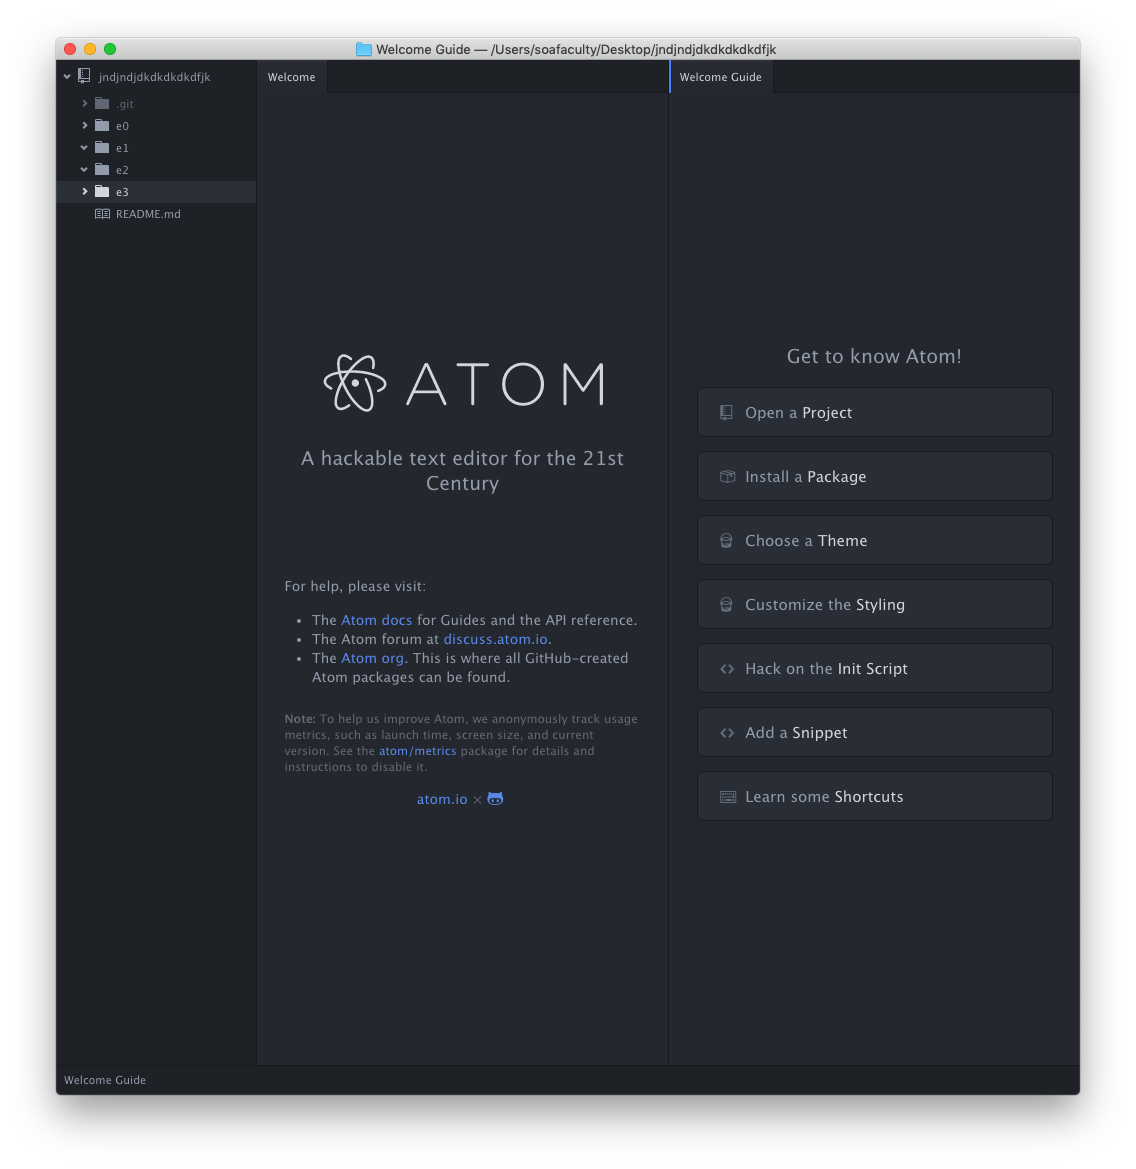 Welcome Guide — /Users/soafaculty/Desktop/jndjndjdkdkdkdkdfjk
jndjndjdkdkdkdkdfjk
.git
e0
e1
e2
e3
README.md
Welcome
ATOM
A hackable text editor for the 21st
Century
For help, please visit:
• The Atom docs for Guides and the API reference.
• The Atom forum at discuss.atom.io.
• The Atom org. This is where all GitHub-created
Atom packages can be found.
Note: To help us improve Atom, we anonymously track usage
metrics, such as launch time, screen size, and current
version. See the atom/metrics package for details and
instructions to disable it.
atom.io ×
Welcome Guide
Get to know Atom!
Open a Project
Install a Package
Choose a Theme
Customize the Styling
Hack on the Init Script
Add a Snippet
Learn some Shortcuts
Welcome Guide